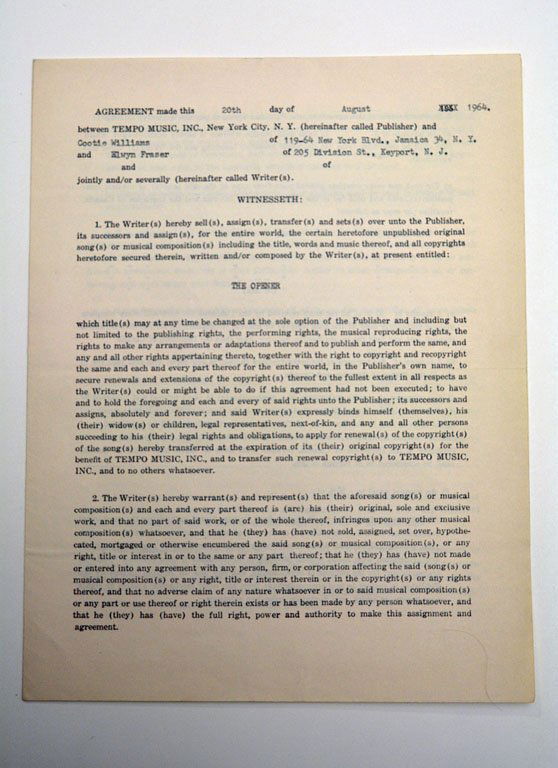 AGREEMENT made this 20th day of August 1964.
between TEMPO MUSIC, INC., New York City, N. Y. (hereinafter called Publisher) and
Cootie Williams of 119-64 New York Blvd., Jamaica 34, N. Y.
and Elwyn Fraser of 205 Division St., Keyport, N. J.
and of
jointly and/or severally (hereinafter called Writer(s).
WITNESSETH:
1. The Writer(s) hereby sell(s), assign(s), transfer(s) and sets(s) over unto the Publisher,
its successors and assign(s), for the entire world, the certain heretofore unpublished original
song(s) or musical composition(s) including the title, words and music thereof, and all copyrights
heretofore secured therein, written and/or composed by the Writer(s), at present entitled:
THE OPENER
which title(s) may at any time be changed at the sole option of the Publisher and including but
not limited to the publishing rights, the performing rights, the musical reproducing rights, the
rights to make any arrangements or adaptations thereof and to publish and perform the same, and
any and all other rights appertaining thereto, together with the right to copyright and recopyright
the same and each and every part thereof for the entire world, in the Publisher's own name, to
secure renewals and extensions of the copyright(s) thereof to the fullest extent in all respects as
the Writer(s) could or might be able to do if this agreement had not been executed; to have
and to hold the foregoing and each and every of said rights unto the Publisher; its successors and
assigns, absolutely and forever; and said Writer(s) expressly binds himself (themselves), his
(their) widow(s) or children, legal representatives, next-of-kin, and any and all other persons
succeeding to his (their) legal rights and obligations, to apply for renewal(s) of the copyright(s)
of the song(s) hereby transferred at the expiration of its (their) original copyright(s) for the
benefit of TEMPO MUSIC, INC., and to transfer such renewal copyright(s) to TEMPO MUSIC,
INC., and to no others whatsoever.
2. The Writer(s) hereby warrant(s) and represent(s) that the aforesaid song(s) or musical
composition(s) and each and every part thereof is (are) his (their) original, sole and exclusive
work, and that no part of said work, or of the whole thereof, infringes upon any other musical
composition(s) whatsoever, and that he (they) has (have) not sold, assigned, set over, hypothe-
cated, mortgaged or otherwise encumbered the said song(s) or musical composition(s), or any
right, title or interest in or to the same or any part thereof; that he (they) has (have) not made
or entered into any agreement with any person, firm, or corporation affecting the said (song(s) or
musical composition(s) or any right, title or interest therein or in the copyright(s) or any rights
thereof, and that no adverse claim of any nature whatsoever in or to said musical composition(s)
or any part or use thereof or right therein exists or has been made by any person whatsoever, and
that he (they) has (have) the full right, power and authority to make this assignment and
agreement.